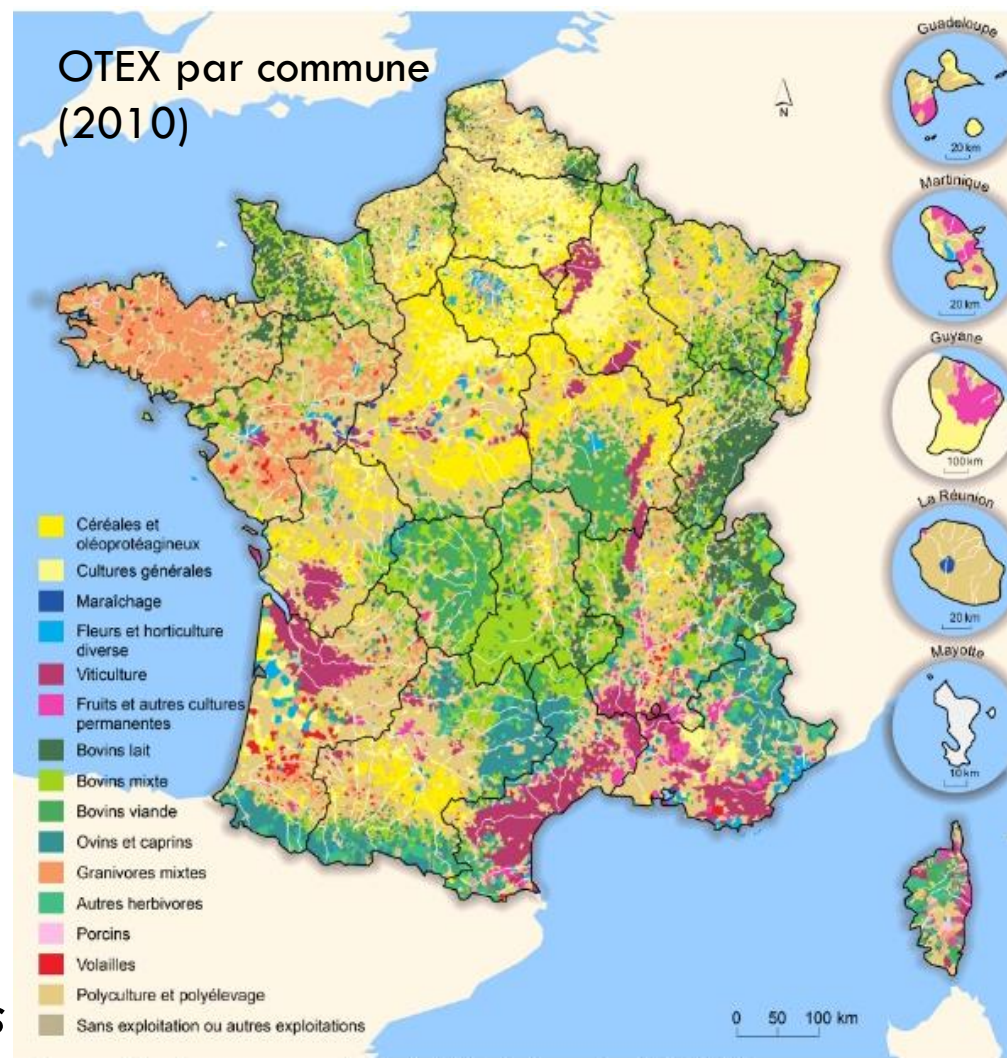 OTEX par commune
(2010)
N
Guadeloupe
20 km
Martinique
20 km
Guyane
100 km
La Réunion
20 km
Mayotte
10 km
Céréales et
oléoprotéagineux
Cultures générales
Maraîchage
Fleurs et horticulture
diverse
Viticulture
Fruits et autres cultures
permanentes
Bovins lait
Bovins mixte
Bovins viande
Ovins et caprins
Granivores mixtes
Autres herbivores
Porcins
Volailles
Polyculture et polyélevage
Sans exploitation ou autres exploitations
s
0 50 100 km